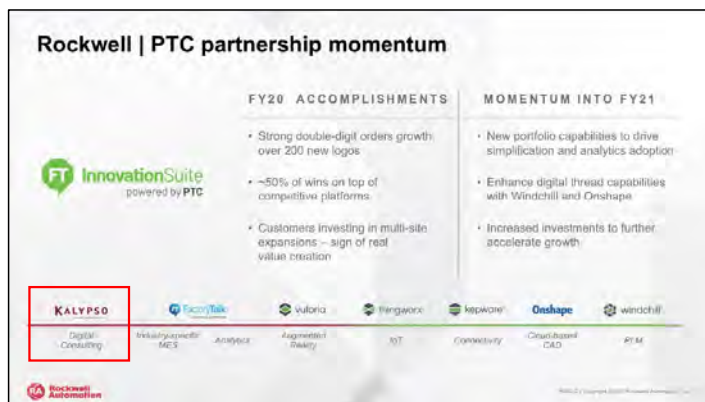 Rockwell | PTC partnership momentum
FY20 ACCOMPLISHMENTS
MOMENTUM INTO FY21
FT InnovationSuite
powered by PTC
• Strong double-digit orders growth
over 200 new logos
• ~50% of wins on top of
competitive platforms
• Customers investing in multi-site
expansions – sign of real
value creation
• New portfolio capabilities to drive
simplification and analytics adoption
• Enhance digital thread capabilities
with Windchill and Onshape
• Increased investments to further
accelerate growth
KALYPSO
FactoryTalk
vuforia
thingworx
kepware
Onshape
windchill
Digital
Consulting
Industry-specific
MES
Analytics
Augmented
Reality
IoT
Connectivity
Cloud-based
CAD
PLM
RA Rockwell
Automation